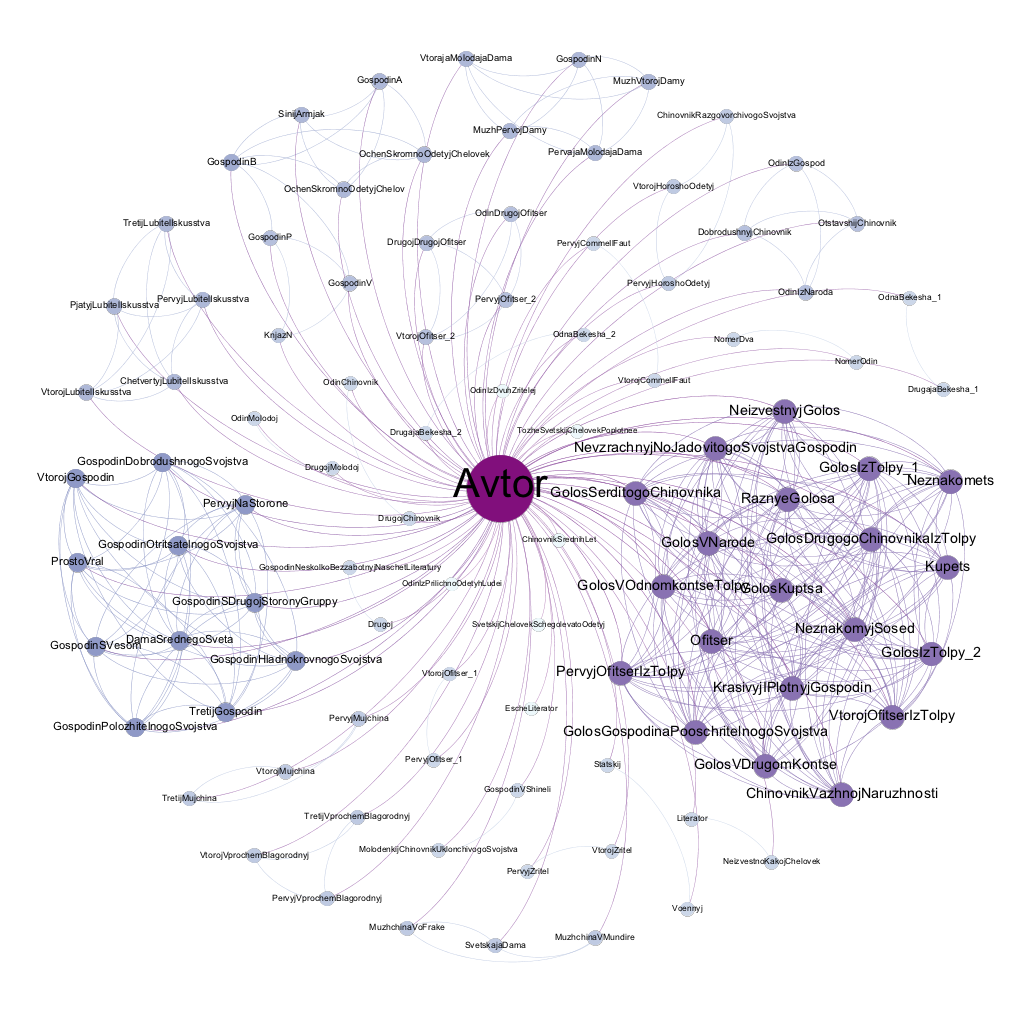 VtorajaMolodajaDama
GospodinN
GospodinA
MuzhVtorojDamy
SinijArmjak
ChinovnikRazgovorchivogoSvojstva
MuzhPervojDamy
OchenSkromnoOdetyjChelovek
PervajaMolodajaDama
GospodinB
OdinIzGospod
OchenSkromnoOdetyjChelov
VtorojHoroshoOdetyj
OdinDrugojOfitser
TretijLubitelIskusstva
OtstavshijChinovnik
DobrodushnyjChinovnik
GospodinP
DrugojDrugojOfitser
PervyjCommeIlFaut
GospodinV
PervyjHoroshoOdetyj
OdinIzNaroda
PjatyjLubitelIskusstva
PervyjLubitelIskusstva
PervyjOfitser_2
OdnaBekesha_1
KnjazN
VtorojOfitser_2
OdnaBekesha_2
NomerDva
NomerOdin
VtorojLubitelIskusstva
ChetvertyjLubitelIskusstva
OdinChinovnik
OdinIzDvuhZritelej
VtorojCommeIlFaut
DrugajaBekesha_1
OdinMolodoj
DrugajaBekesha_2
TozheSvetskijChelovekPoplotnee
NeizvestnyjGolos
NevzrachnyjNoJadovitogoSvojstvaGospodin
GospodinDobrodushnogoSvojstva
DrugojMolodoj
GolosIzTolpy_1
VtorojGospodin
Avtor
Neznakomets
GolosSerditogoChinovnika
RaznyeGolosa
PervyjNaStorone
DrugojChinovnik
GospodinOtritsatelnogoSvojstva
ChinovnikSrednihLet
GolosVNarode
GolosDrugogoChinovnikaIzTolpy
ProstoVral
GospodinNeskolkoBezzabotnyjNaschetLiteratury
Kupets
OdinIzPrilichnoOdetyhLudei
GolosVOdnomkontseTolpy
GolosKuptsa
GospodinSDrugojStoronyGruppy
Drugoj
SvetskijChelovekSchegolevatoOdetyj
NeznakomyjSosed
GospodinSVesom
DamaSrednegoSveta
Ofitser
GolosIzTolpy_2
GospodinHladnokrovnogoSvojstva
VtorojOfitser_1
PervyjOfitserIzTolpy
KrasivyjIPlotnyjGospodin
TretijGospodin
EscheLiterator
VtorojOfitserIzTolpy
GospodinPolozhitelnogoSvojstva
PervyjMujchina
GolosGospodinaPooschritelnogoSvojstva
PervyjOfitser_1
Statskij
GolosVDrugomKontse
VtorojMujchina
TretijMujchina
GospodinVShineli
ChinovnikVazhnojNaruzhnosti
TretijVprochemBlagorodnyj
Literator
VtorojVprochemBlagorodnyj
MolodenkijChinovnikUklonchivogoSvojstva
VtorojZritel
NeizvestnoKakojChelovek
PervyjZritel
PervyjVprochemBlagorodnyj
Voennyj
MuzhchinaVoFrake
SvetskajaDama
MuzhchinaVMundire